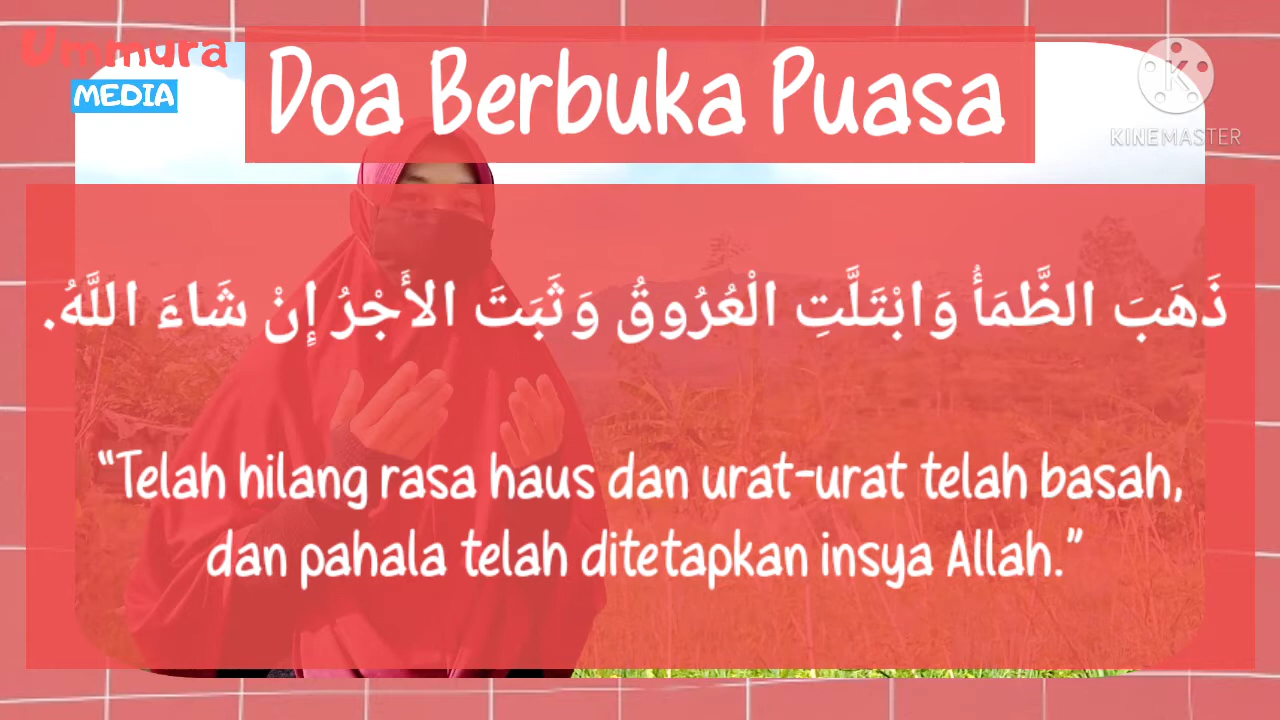 Ummura
MEDIA
Doa Berbuka Puasa
K
KINEMASTER
ذَهَبَ الظَّمَأُ وَابْتَلَّتِ الْعُرُوقُ وَثَبَتَ الأَجْرُ إِنْ شَاءَ اللَّهُ.
"Telah hilang rasa haus dan urat-urat telah basah,
dan pahala telah ditetapkan insya Allah."